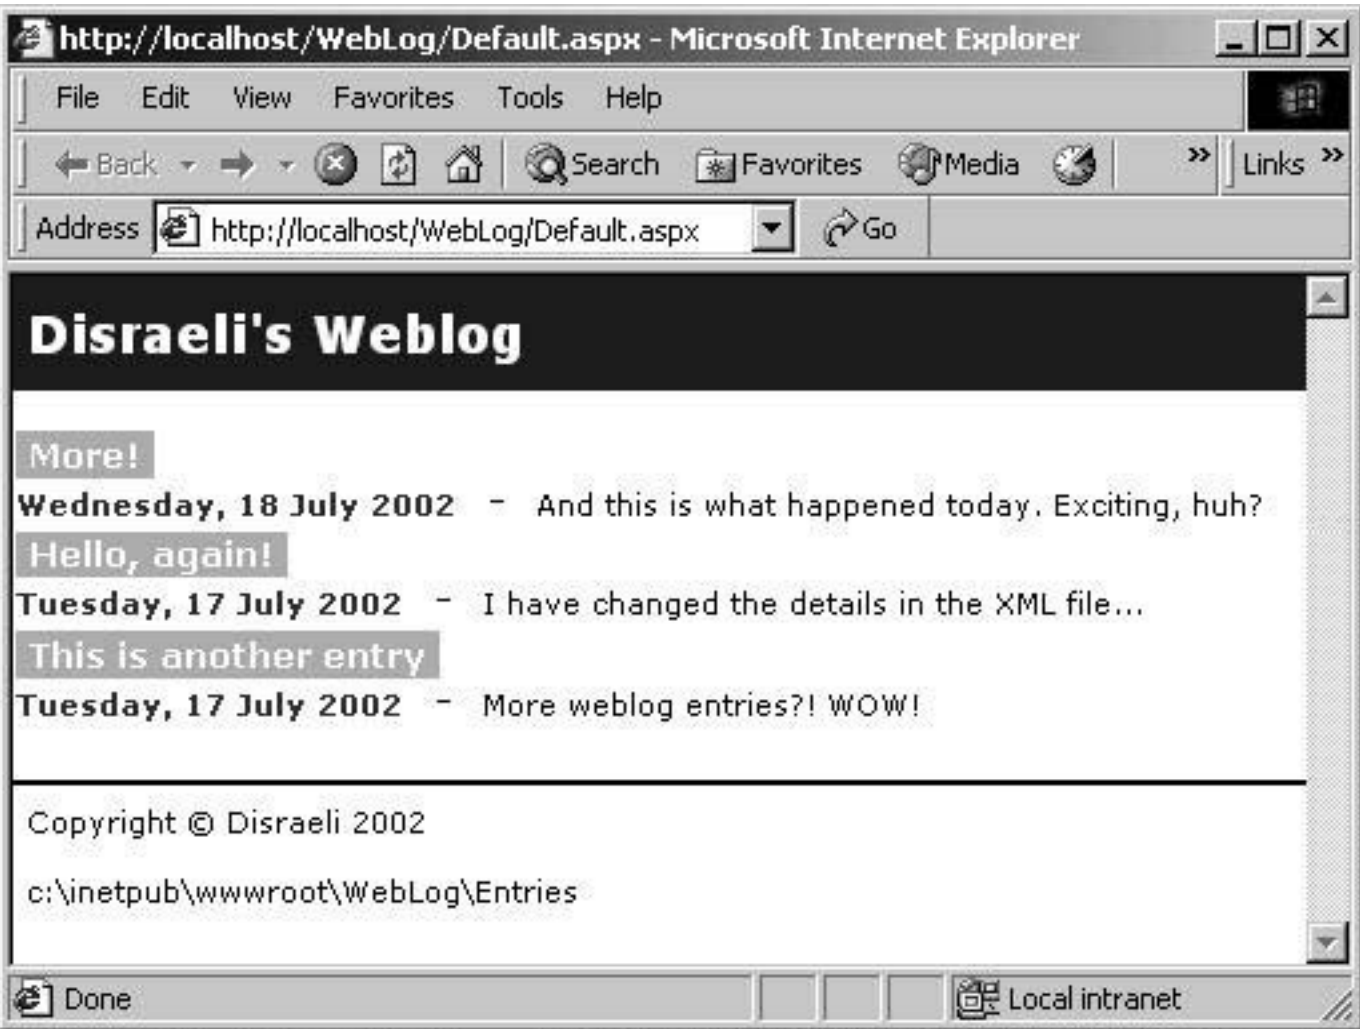 http://localhost/WebLog/Default.aspx - Microsoft Internet Explorer
File Edit View Favorites Tools Help
Back Search Favorites Media » Links »
Address http://localhost/WebLog/Default.aspx Go
Disraeli's Weblog
More!
Wednesday, 18 July 2002 - And this is what happened today. Exciting, huh?
Hello, again!
Tuesday, 17 July 2002 - I have changed the details in the XML file...
This is another entry
Tuesday, 17 July 2002 - More weblog entries?! WOW!
Copyright © Disraeli 2002
c:\inetpub\wwwroot\WebLog\Entries
Done Local intranet